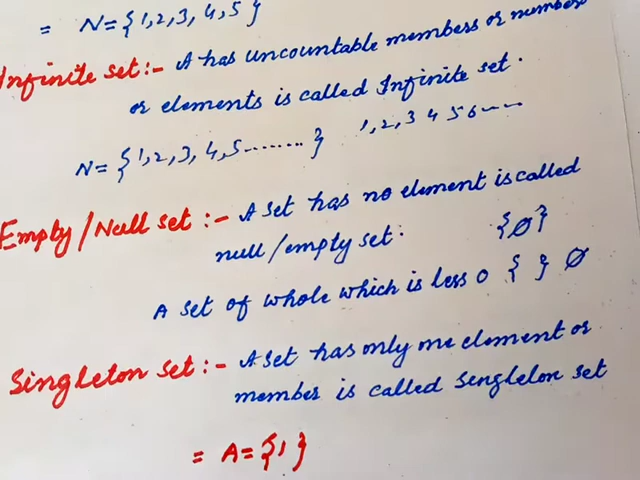 = N={1,2,3,4,5}
Infinite set:- A has uncountable members or numbers
or elements is called Infinite set.
N={1,2,3,4,5........} 1,2,3 4 5 6---
Empty/Null set:- A set has no element is called
null/empty set. {Ø}
A set of whole which is less 0 { } Ø
Singleton set:- A set has only one element or
member is called Senglelon set
= A={1}